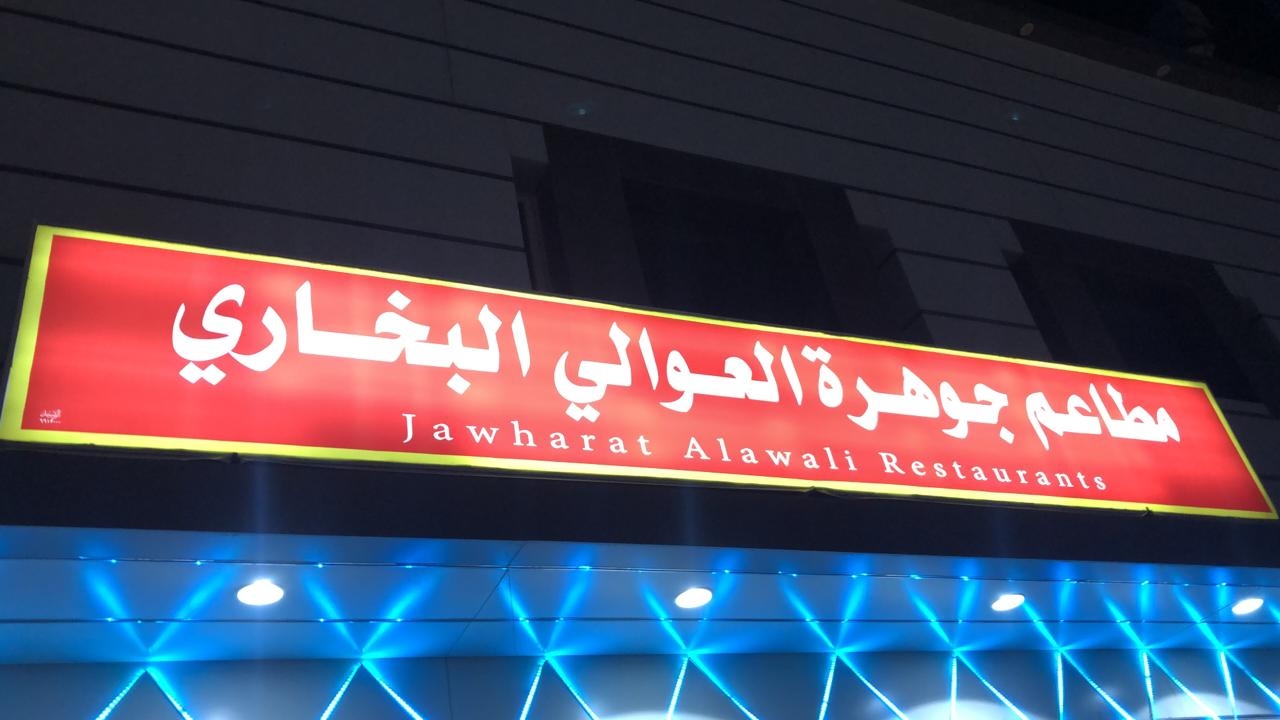 مطاعم جوهرة العوالي البخاري
Jawharat Alawali Restaurants